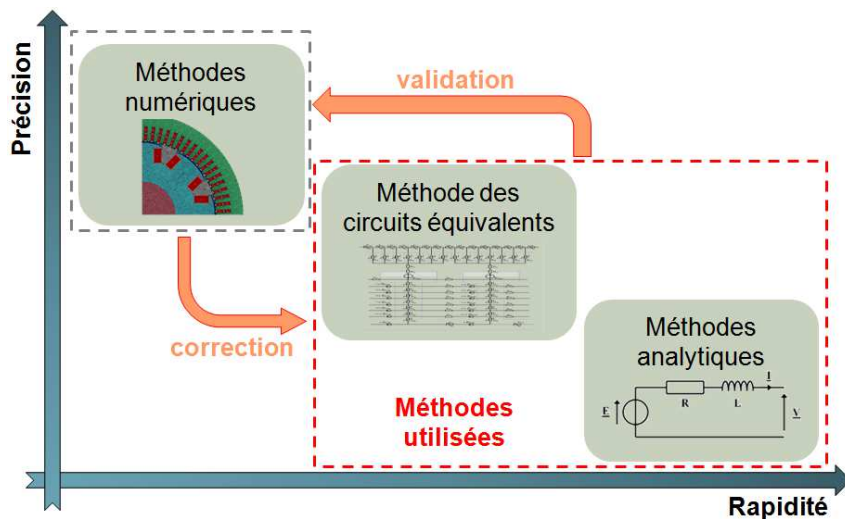 Précision
Méthodes
numériques
validation
Méthode des
circuits équivalents
correction
Méthodes
analytiques
E
R
L
I
V
Méthodes
utilisées
Rapidité